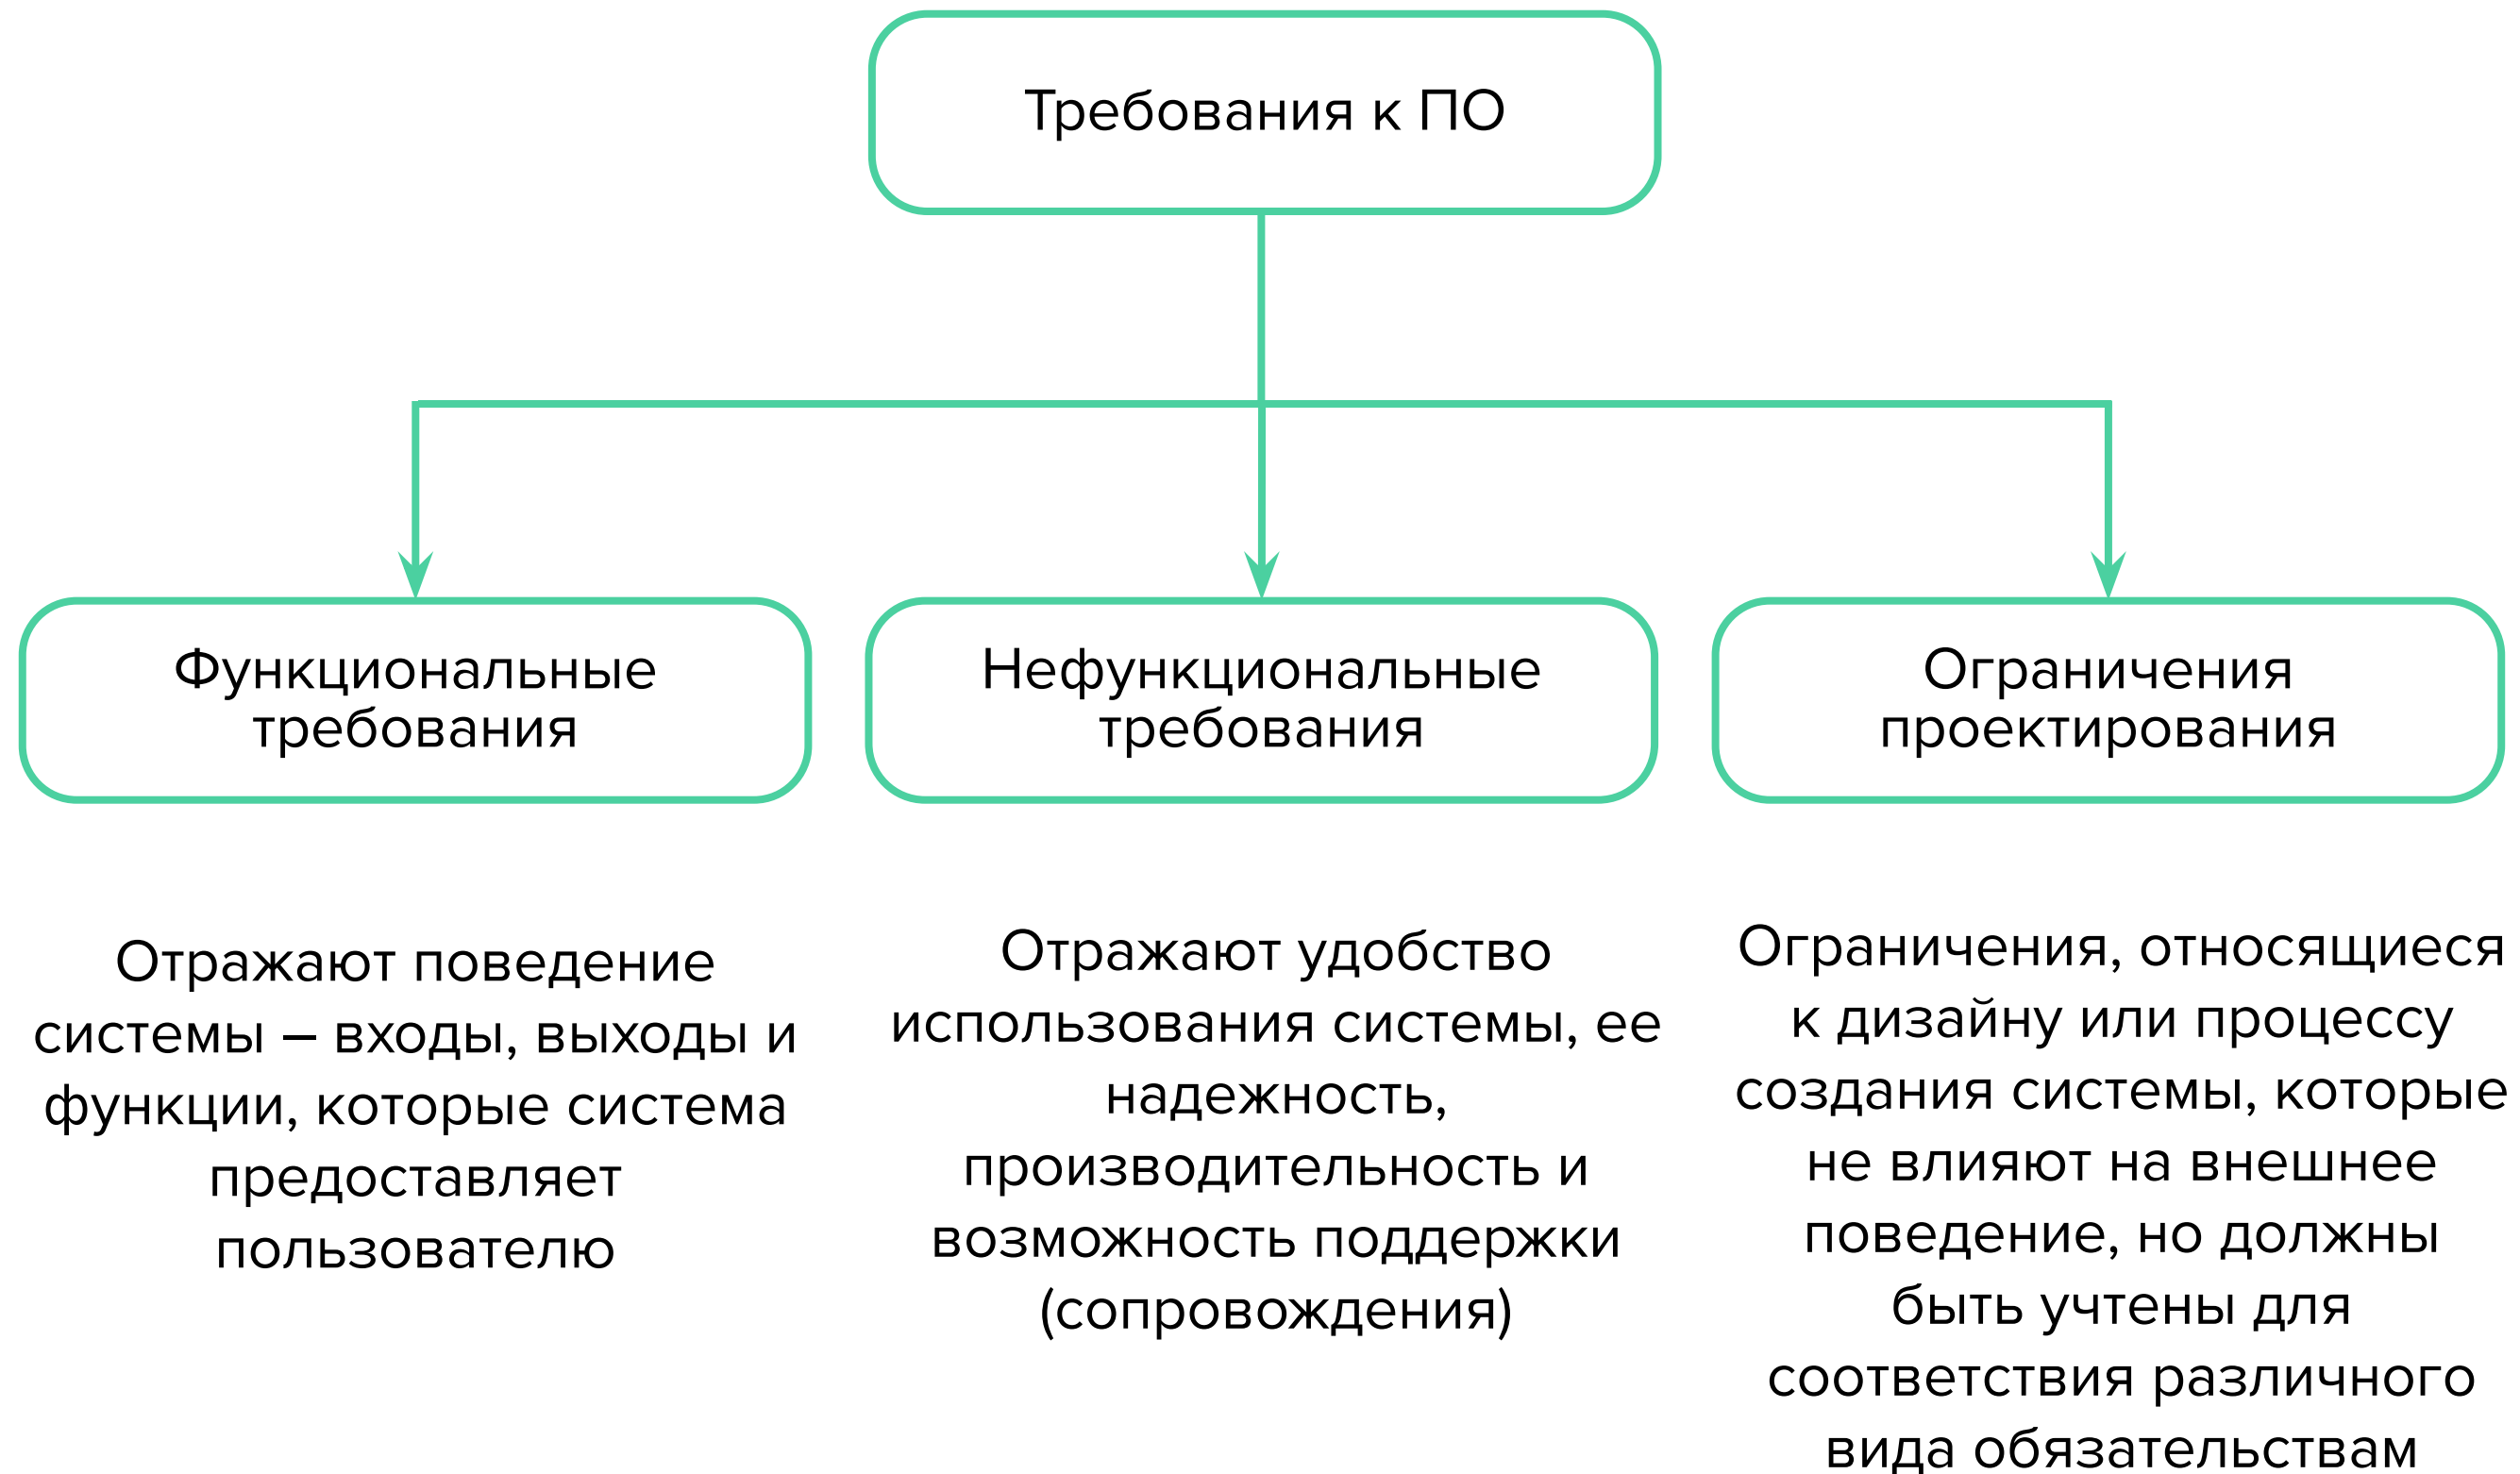 Требования к ПО
Функциональные
требования
Нефункциональные
требования
Ограничения
проектирования
Отражают поведение
системы — входы, выходы и
функции, которые система
предоставляет
пользователю
Отражают удобство
использования системы, ее
надежность,
производительность и
возможность поддержки
(сопровождения)
Ограничения, относящиеся
к дизайну или процессу
создания системы, которые
не влияют на внешнее
поведение, но должны
быть учтены для
соответствия различного
вида обязательствам